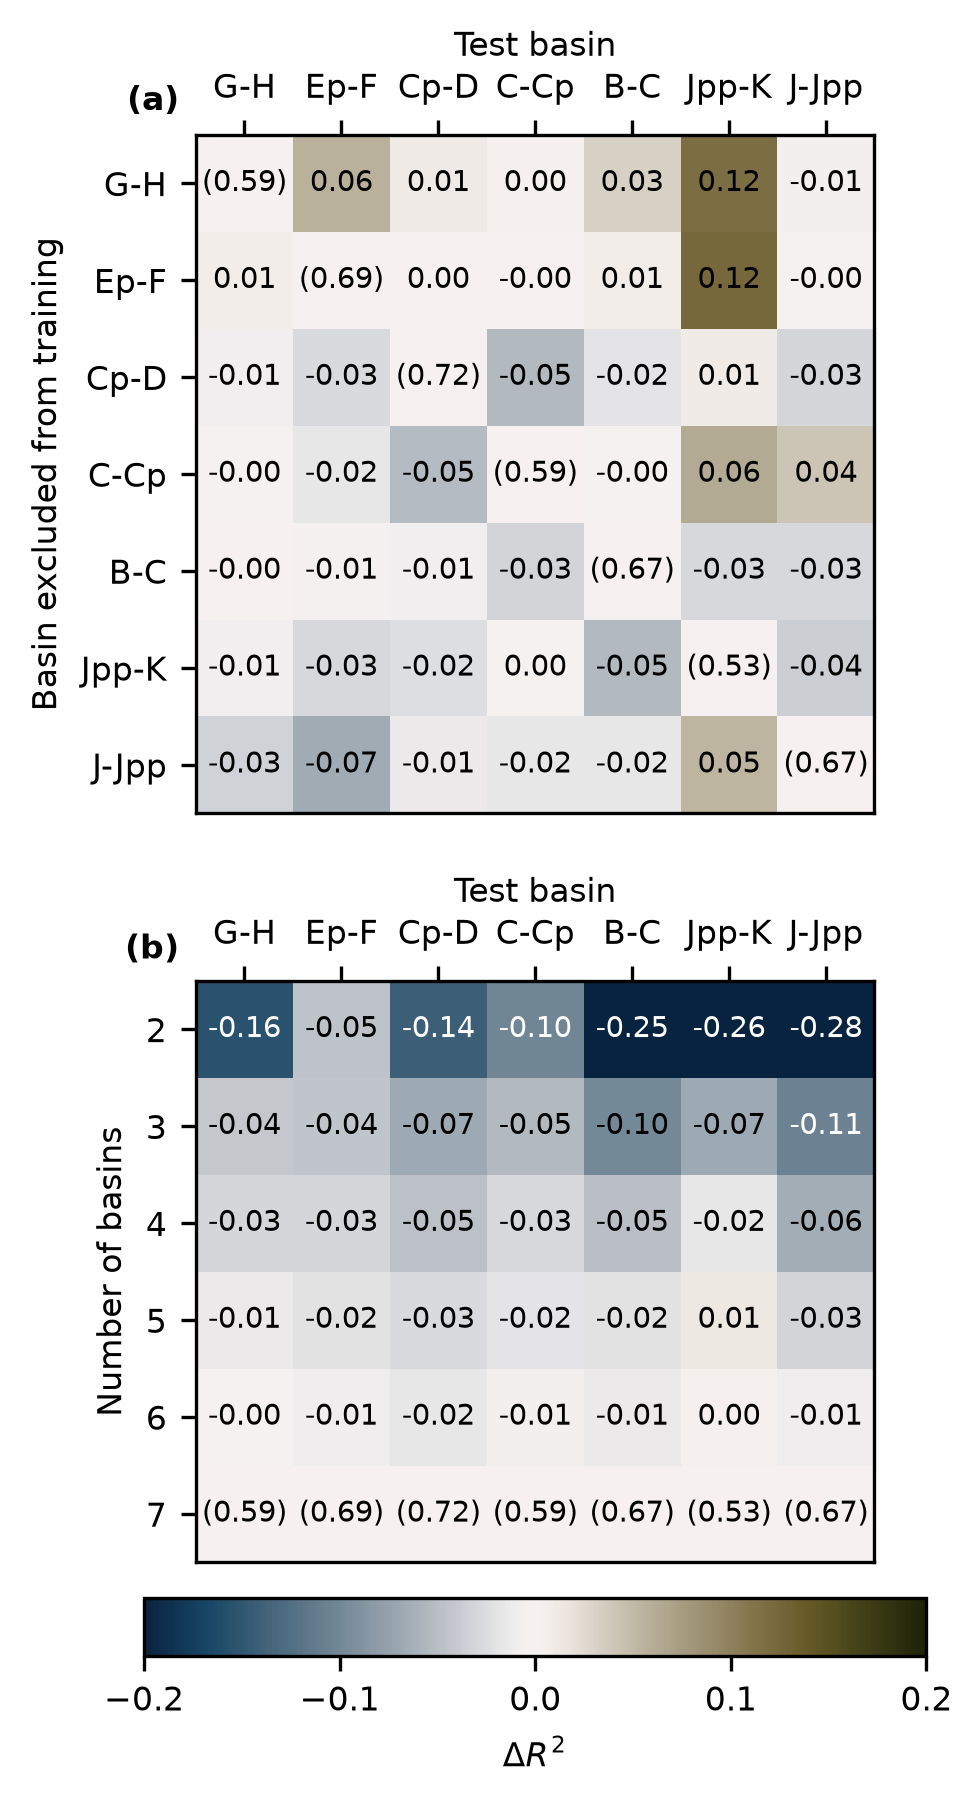 Test basin
(a) G-H Ep-F Cp-D C-Cp B-C Jpp-K J-Jpp
Basin excluded from training
G-H (0.59) 0.06 0.01 0.00 0.03 0.12 -0.01
Ep-F 0.01 (0.69) 0.00 -0.00 0.01 0.12 -0.00
Cp-D -0.01 -0.03 (0.72) -0.05 -0.02 0.01 -0.03
C-Cp -0.00 -0.02 -0.05 (0.59) -0.00 0.06 0.04
B-C -0.00 -0.01 -0.01 -0.03 (0.67) -0.03 -0.03
Jpp-K -0.01 -0.03 -0.02 0.00 -0.05 (0.53) -0.04
J-Jpp -0.03 -0.07 -0.01 -0.02 -0.02 0.05 (0.67)
Test basin
(b) G-H Ep-F Cp-D C-Cp B-C Jpp-K J-Jpp
Number of basins
2 -0.16 -0.05 -0.14 -0.10 -0.25 -0.26 -0.28
3 -0.04 -0.04 -0.07 -0.05 -0.10 -0.07 -0.11
4 -0.03 -0.03 -0.05 -0.03 -0.05 -0.02 -0.06
5 -0.01 -0.02 -0.03 -0.02 -0.02 0.01 -0.03
6 -0.00 -0.01 -0.02 -0.01 -0.01 0.00 -0.01
7 (0.59) (0.69) (0.72) (0.59) (0.67) (0.53) (0.67)
−0.2 −0.1 0.0 0.1 0.2
ΔR²